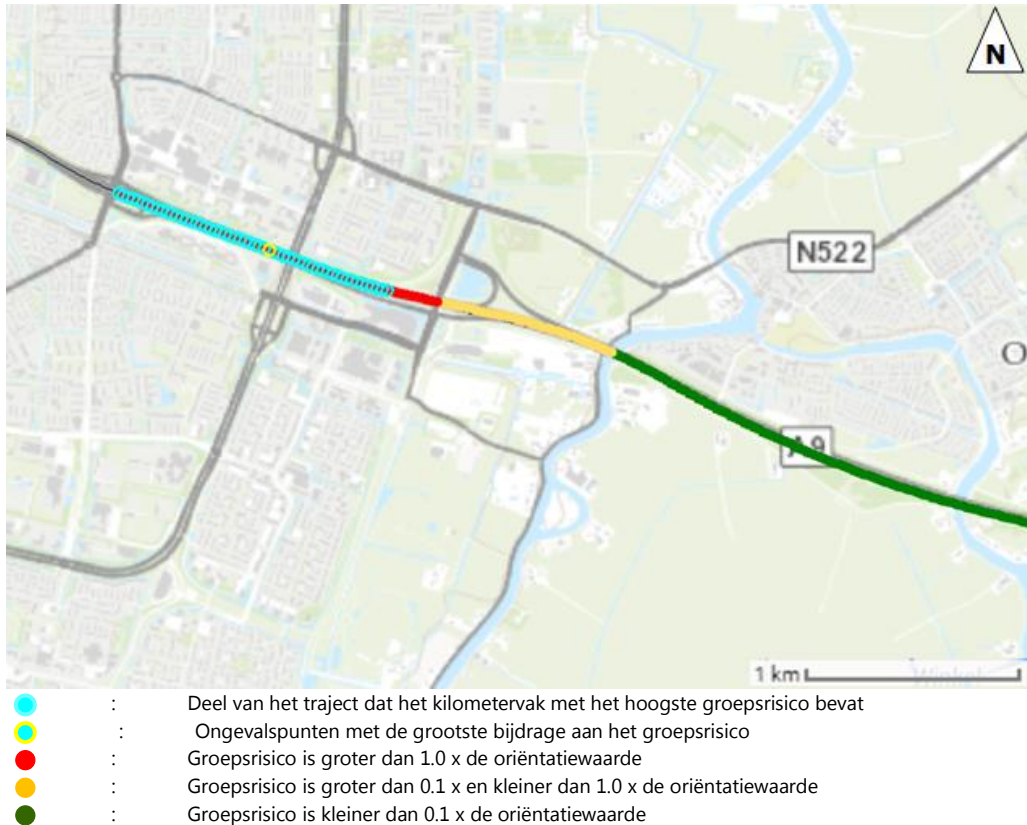 N
N522
O
A9
1 km
: Deel van het traject dat het kilometervak met het hoogste groepsrisico bevat
: Ongevalspunten met de grootste bijdrage aan het groepsrisico
: Groepsrisico is groter dan 1.0 x de oriëntatiewaarde
: Groepsrisico is groter dan 0.1 x en kleiner dan 1.0 x de oriëntatiewaarde
: Groepsrisico is kleiner dan 0.1 x de oriëntatiewaarde